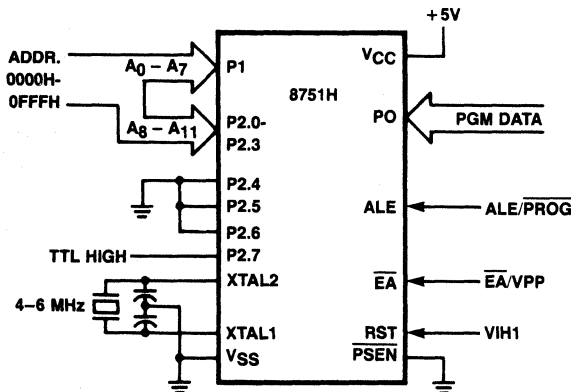 +5V
ADDR.
0000H-
0FFFH
A0 – A7
P1
VCC
8751H
PO
PGM DATA
A8 – A11
P2.0-
P2.3
P2.4
P2.5
P2.6
ALE
ALE/PROG
TTL HIGH
P2.7
XTAL2
4–6 MHz
EA
EA/VPP
XTAL1
RST
VIH1
VSS
PSEN